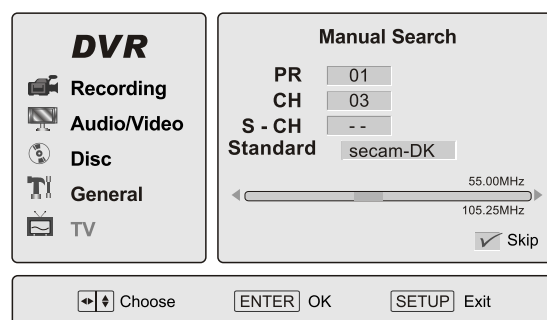 DVR
Recording
Audio/Video
Disc
General
TV
Manual Search
PR 01
CH 03
S - CH - -
Standard secam-DK
55.00MHz
105.25MHz
Skip
Choose ENTER OK SETUP Exit